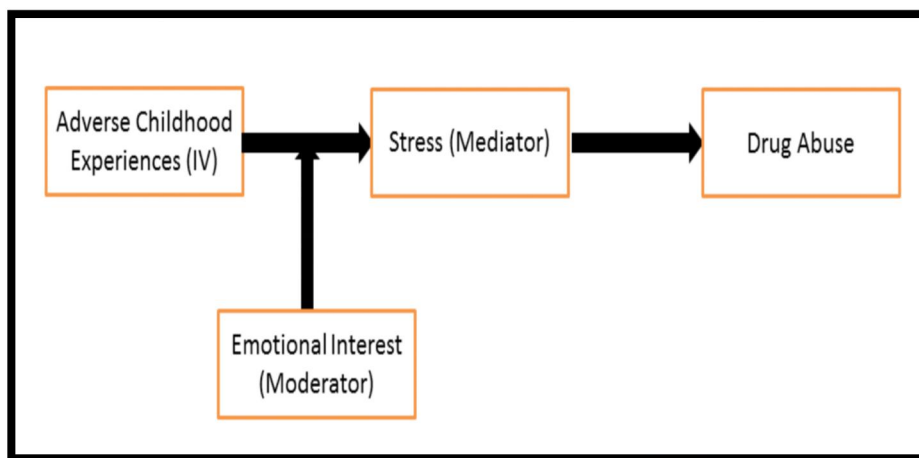 Adverse Childhood
Experiences (IV)
Stress (Mediator)
Drug Abuse
Emotional Interest
(Moderator)